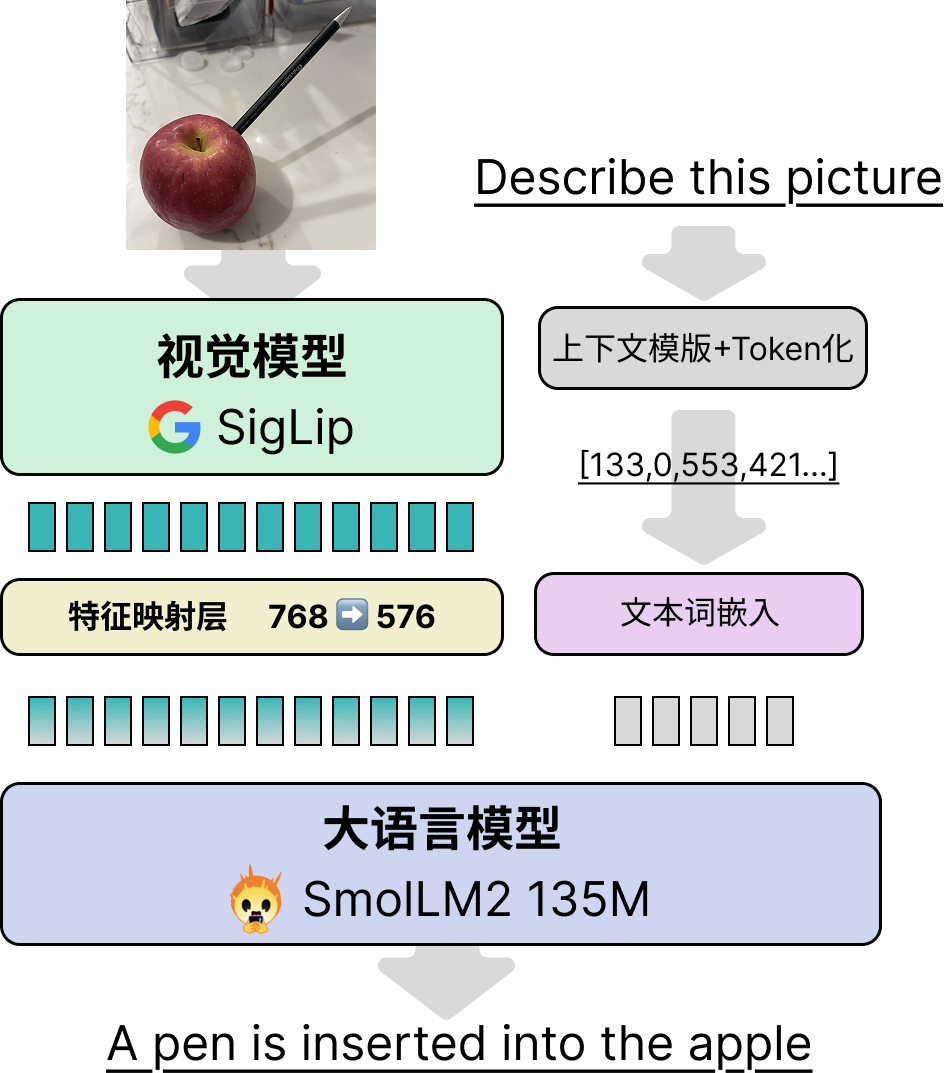 Describe this picture
视觉模型
SigLip
上下文模版+Token化
[133,0,553,421...]
特征映射层 768 ➡️ 576
文本词嵌入
大语言模型
SmolLM2 135M
A pen is inserted into the apple